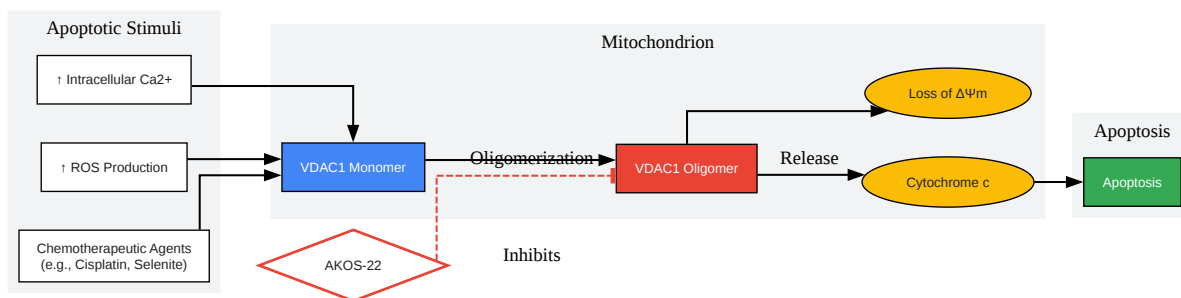 Apoptotic Stimuli
↑ Intracellular Ca2+
↑ ROS Production
Chemotherapeutic Agents
(e.g., Cisplatin, Selenite)
Mitochondrion
VDAC1 Monomer
Oligomerization
VDAC1 Oligomer
Loss of ΔΨm
Release
Cytochrome c
Apoptosis
Apoptosis
AKOS-22
Inhibits